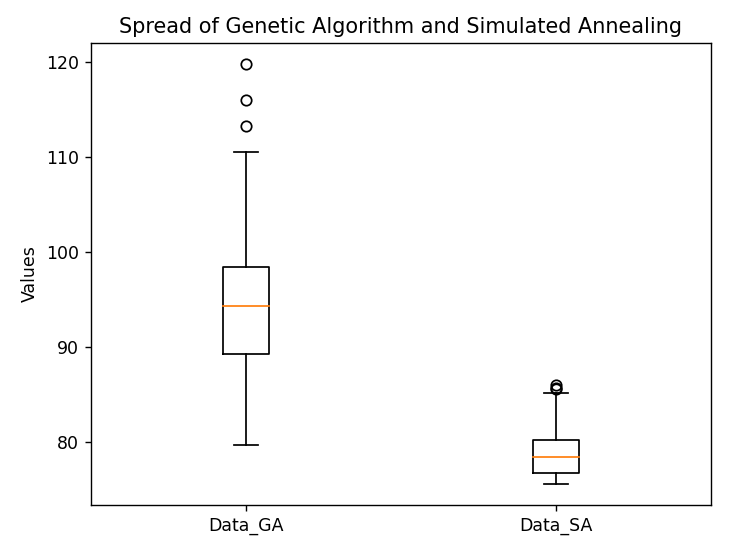 Spread of Genetic Algorithm and Simulated Annealing
120
110
100
90
80
Values
Data_GA
Data_SA